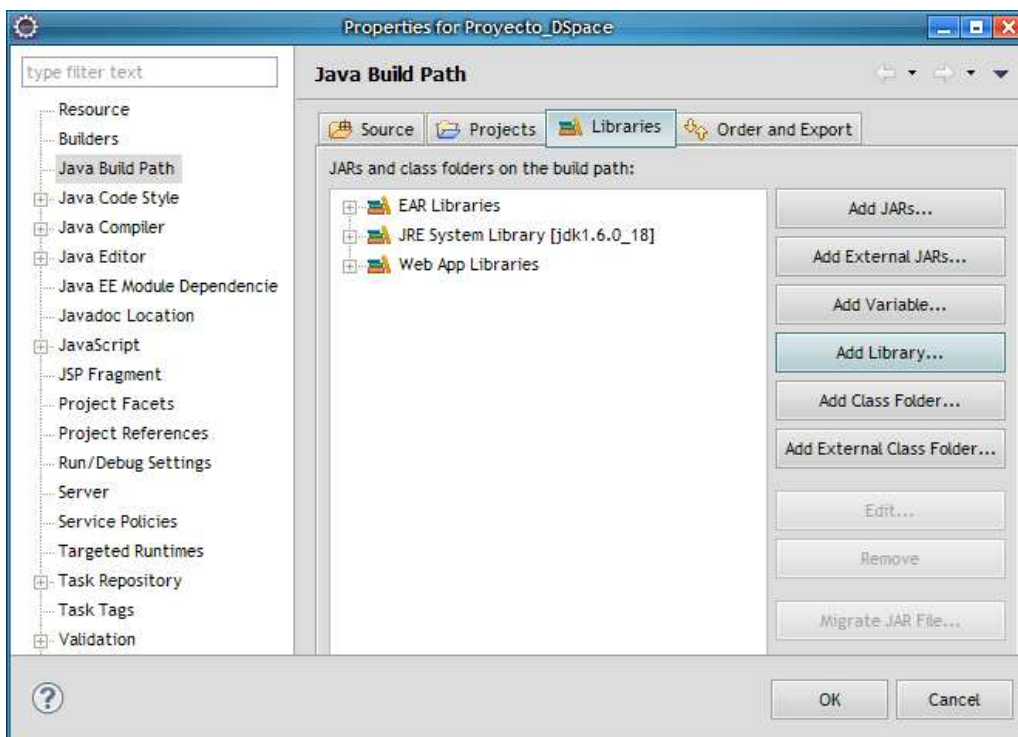 Properties for Proyecto_DSpace
type filter text
Resource
Builders
Java Build Path
Java Code Style
Java Compiler
Java Editor
Java EE Module Dependencie
Javadoc Location
JavaScript
JSP Fragment
Project Facets
Project References
Run/Debug Settings
Server
Service Policies
Targeted Runtimes
Task Repository
Task Tags
Validation
Java Build Path
Source Projects Libraries Order and Export
JARs and class folders on the build path:
EAR Libraries
JRE System Library [jdk1.6.0_18]
Web App Libraries
Add JARs...
Add External JARs...
Add Variable...
Add Library...
Add Class Folder...
Add External Class Folder...
Edit...
Remove
Migrate JAR File...
?
OK Cancel